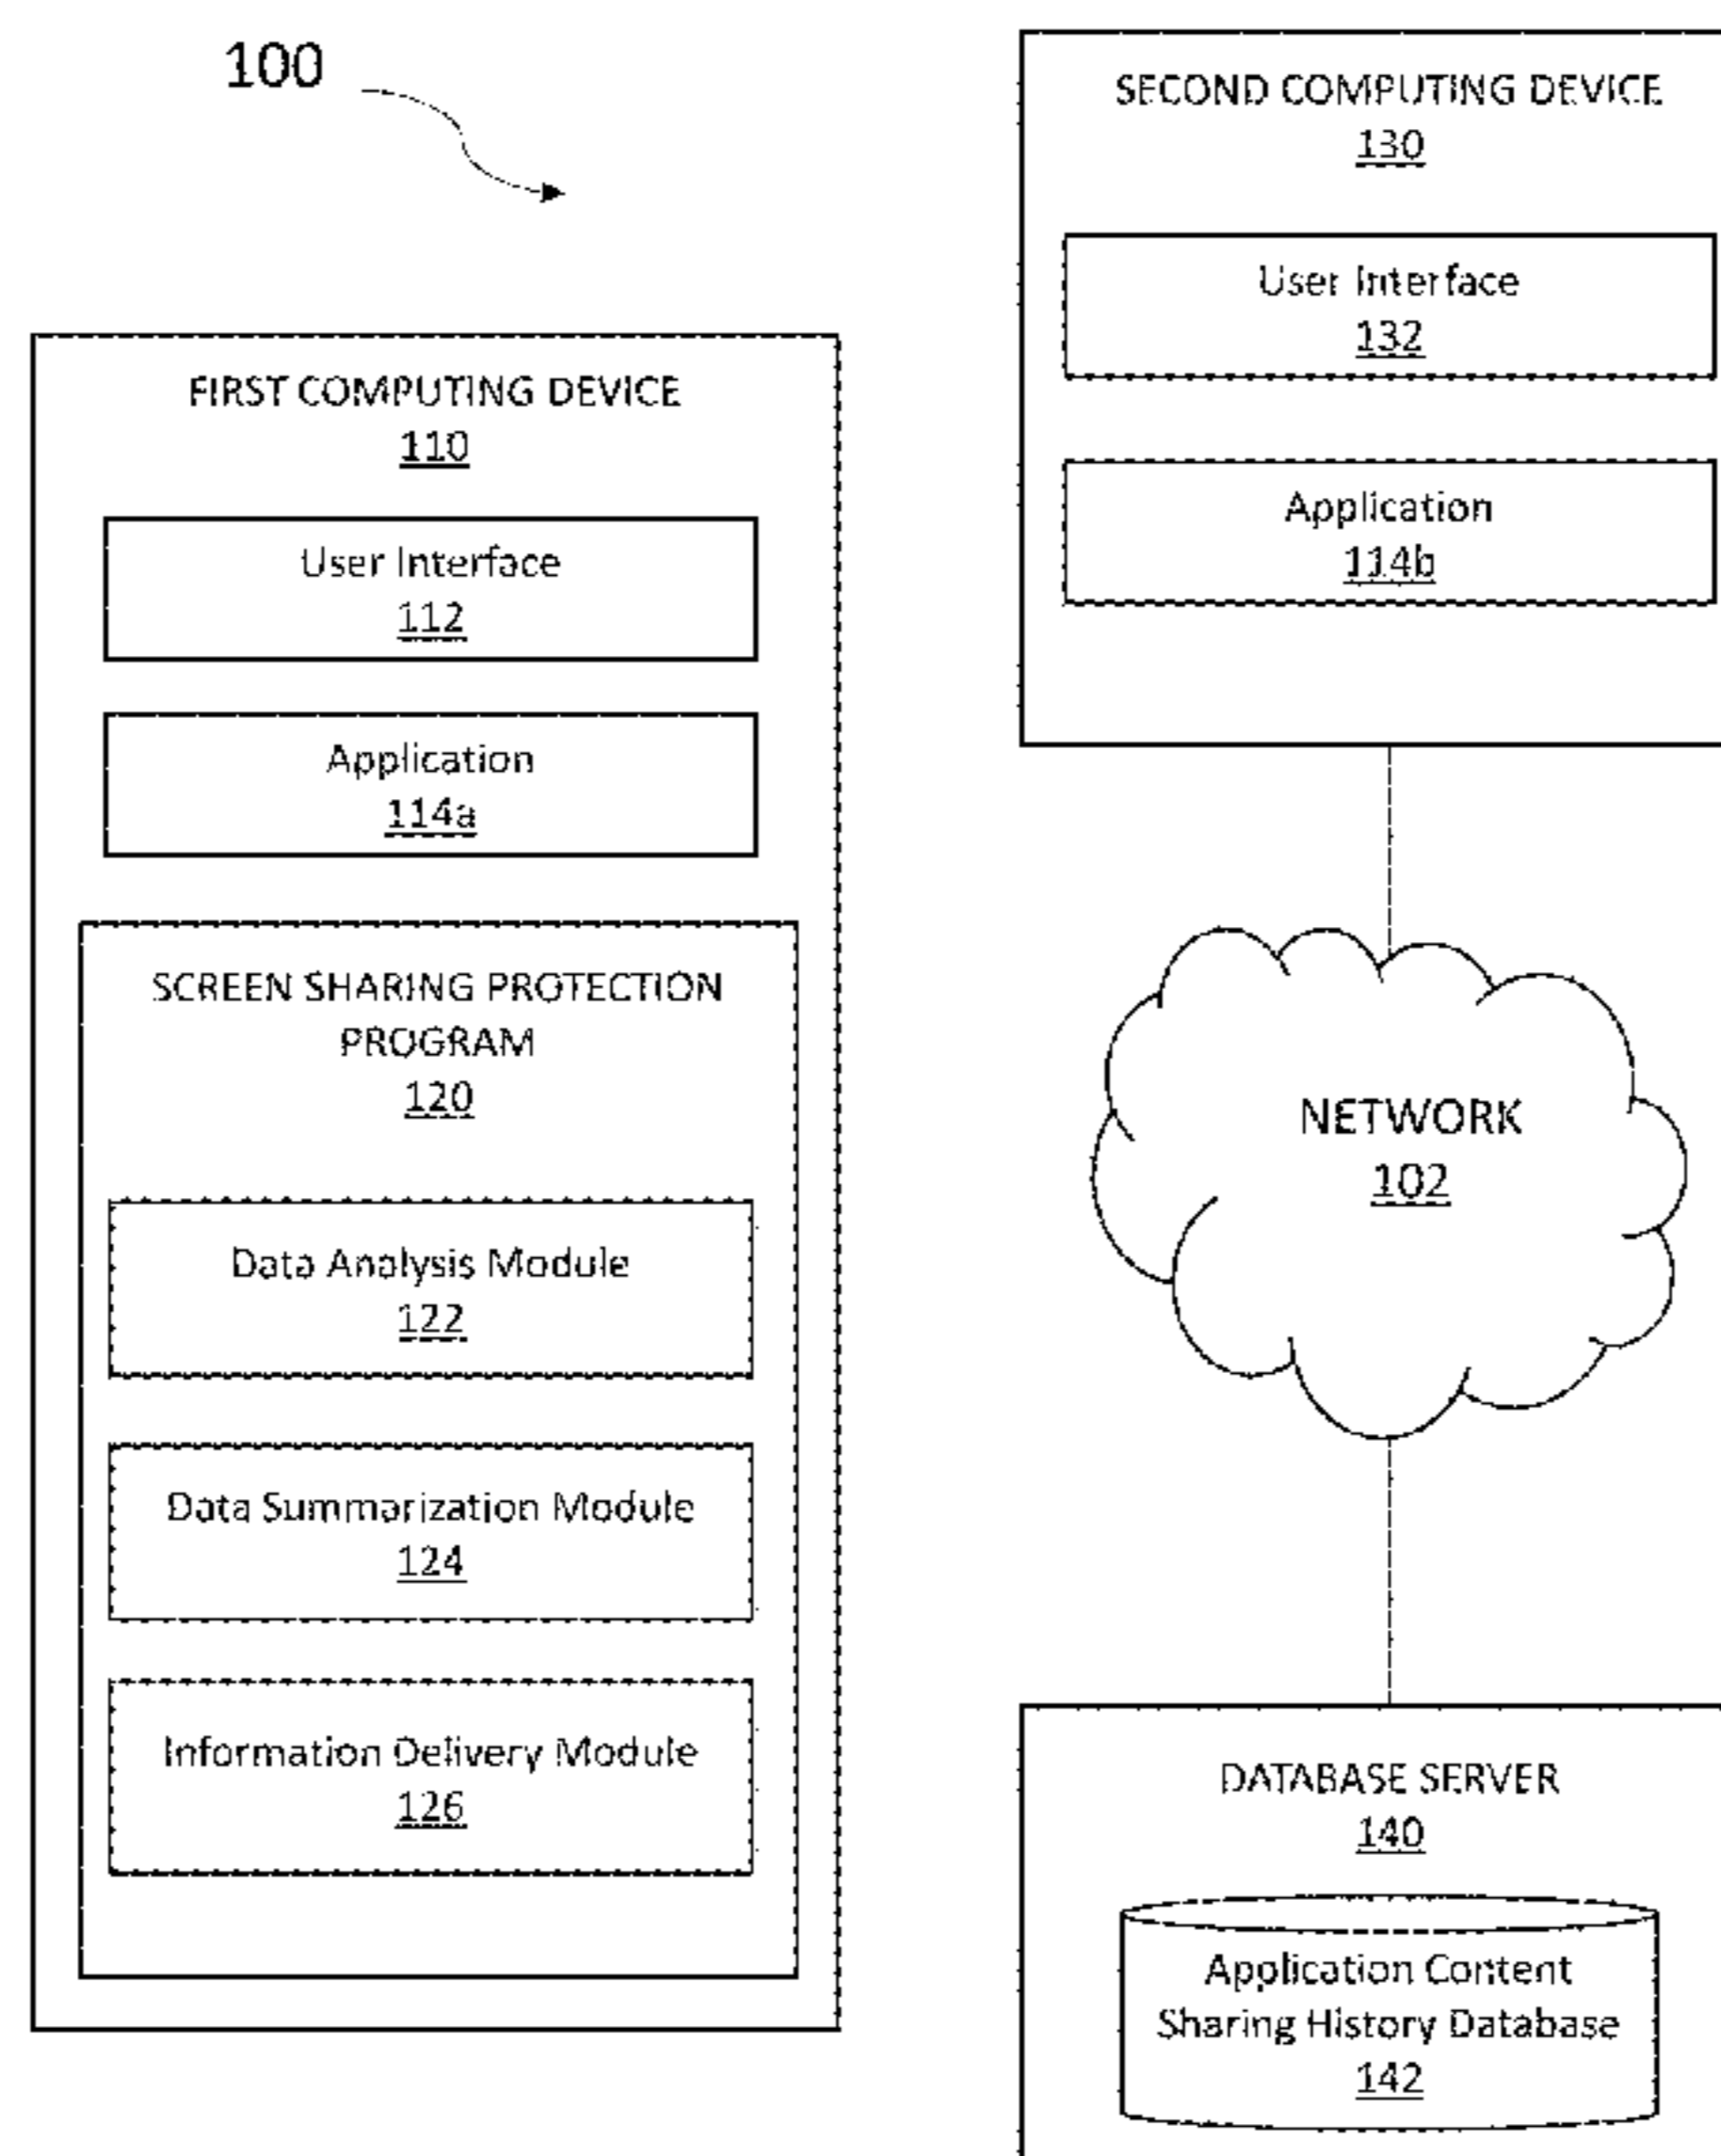 100
FIRST COMPUTING DEVICE
110
User Interface
112
Application
114a
SCREEN SHARING PROTECTION
PROGRAM
120
Data Analysis Module
122
Data Summarization Module
124
Information Delivery Module
126
SECOND COMPUTING DEVICE
130
User Interface
132
Application
114b
NETWORK
102
DATABASE SERVER
140
Application Content
Sharing History Database
142